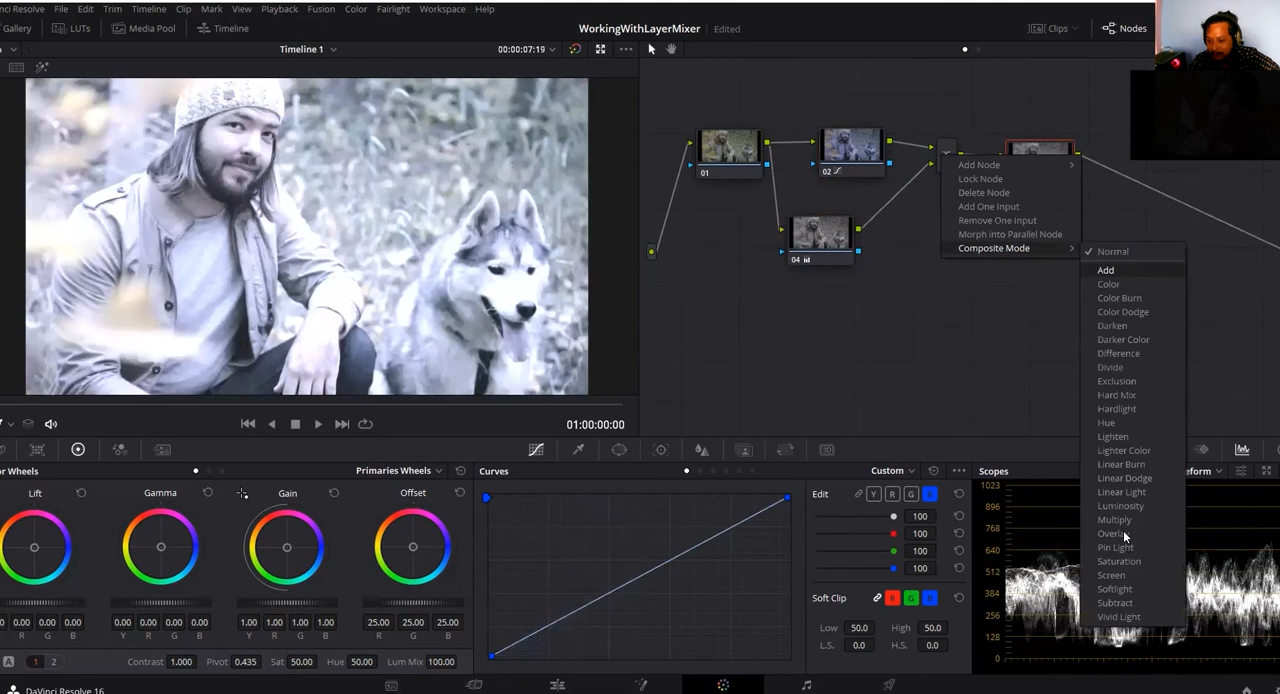 File Edit Trim Timeline Clip Mark View Playback Fusion Color Fairlight Workspace Help
Gallery LUTs Media Pool Timeline WorkingWithLayerMixer Edited Clips Nodes
Timeline 1 00:00:07:19
01
02
04
Add Node
Lock Node
Delete Node
Add One Input
Remove One Input
Morph into Parallel Node
Composite Mode
Normal
Add
Color
Color Burn
Color Dodge
Darken
Darker Color
Difference
Divide
Exclusion
Hard Mix
Hardlight
Hue
Lighten
Lighter Color
Linear Burn
Linear Dodge
Linear Light
Luminosity
Multiply
Overlay
Pin Light
Saturation
Screen
Softlight
Subtract
Vivid Light
01:00:00:00
Primaries Wheels Curves Custom Scopes
Lift Gamma Gain Offset
0.00 0.00 0.00 0.00 0.00 0.00 1.00 1.00 1.00 1.00 25.00 25.00 25.00
Y R G B Y R G B R G B
A 1 2 Contrast 1.000 Pivot 0.435 Sat 50.00 Hue 50.00 Lum Mix 100.00
Edit Y R G B
100
100
100
100
Soft Clip R G B
Low 50.0 High 50.0
L.S. 0.0 H.S. 0.0
1023
896
768
640
512
384
256
128
0
DaVinci Resolve 16